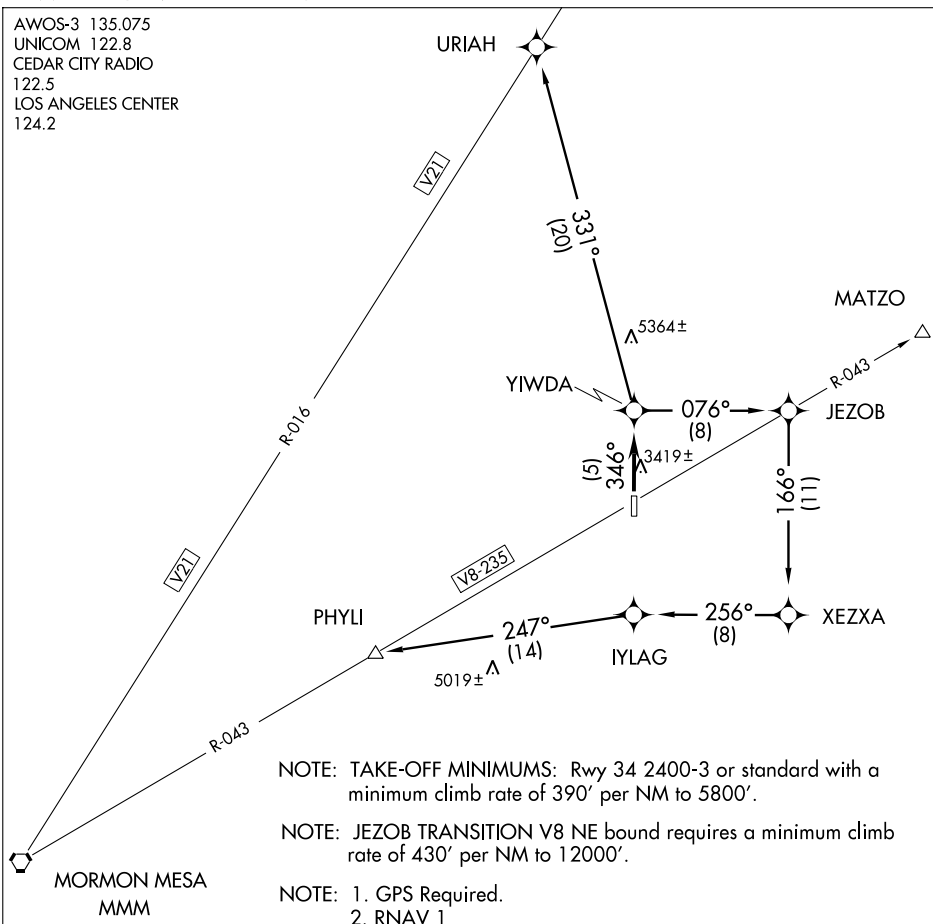 AWOS-3 135.075
UNICOM 122.8
CEDAR CITY RADIO
122.5
LOS ANGELES CENTER
124.2
URIAH
V21
331°
(20)
MATZO
5364±
R-043
YIWDA
076°
(8)
JEZOB
R-016
346°
(5)
3419±
166°
(11)
V8-235
V21
PHYLI
247°
(14)
256°
(8)
XEZXA
IYLAG
5019±
R-043
NOTE: TAKE-OFF MINIMUMS: Rwy 34 2400-3 or standard with a
minimum climb rate of 390' per NM to 5800'.
NOTE: JEZOB TRANSITION V8 NE bound requires a minimum climb
rate of 430' per NM to 12000'.
MORMON MESA
MMM
NOTE: 1. GPS Required.
2. RNAV 1